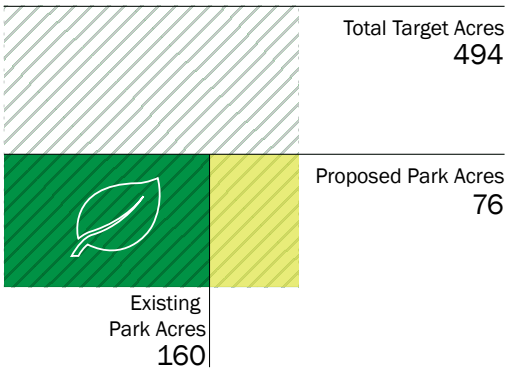 Total Target Acres
494
Proposed Park Acres
76
Existing
Park Acres
160